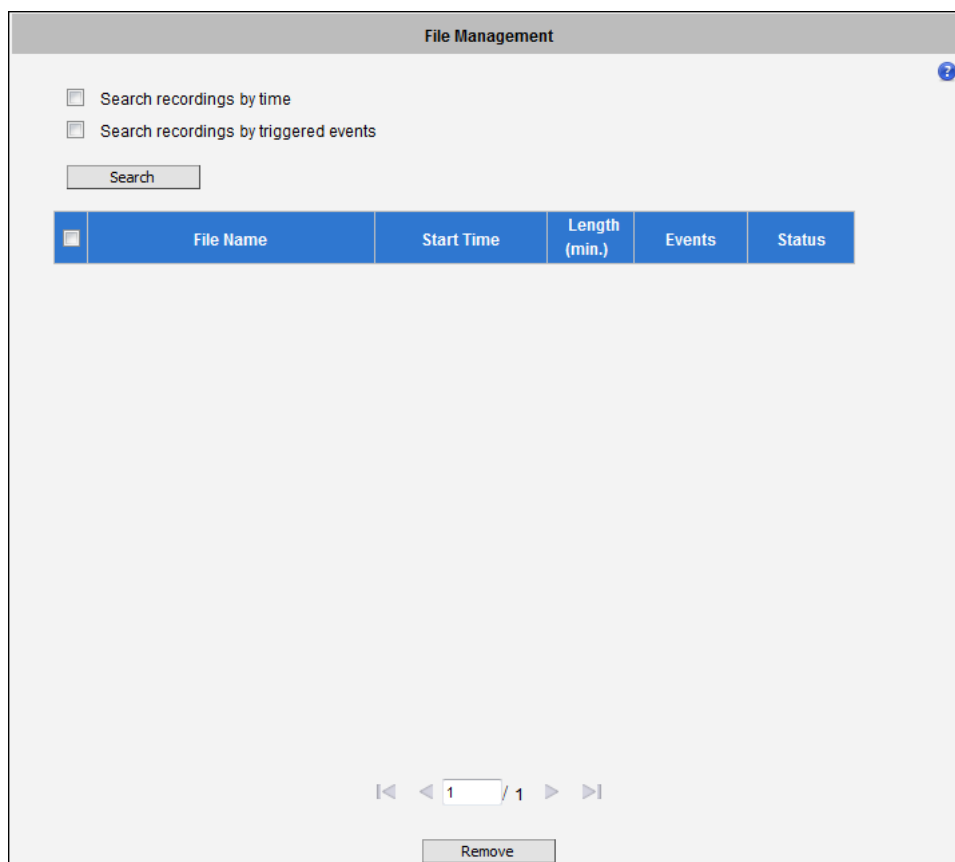 File Management
?
Search recordings by time
Search recordings by triggered events
Search
File Name Start Time Length (min.) Events Status
1 / 1
Remove